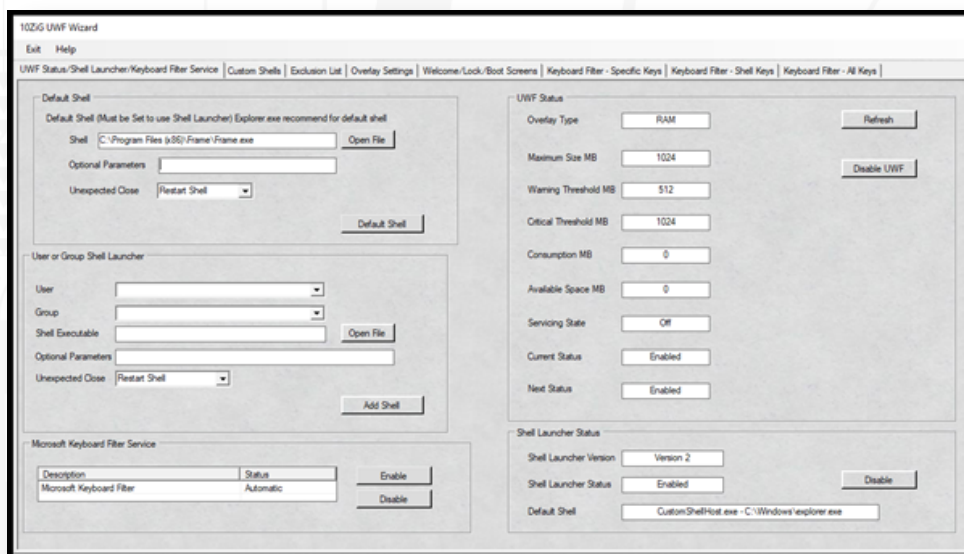 10ZiG UWF Wizard
Exit Help
UWF Status/Shell Launcher/Keyboard Filter Service Custom Shells Exclusion List Overlay Settings Welcome/Lock/Boot Screens Keyboard Filter - Specific Keys Keyboard Filter - Shell Keys Keyboard Filter - All Keys
Default Shell
Default Shell (Must be Set to use Shell Launcher) Explorer.exe recommend for default shell
Shell C:\Program Files (x86)\Frame\Frame.exe Open File
Optional Parameters
Unexpected Close Restart Shell
Default Shell
User or Group Shell Launcher
User
Group
Shell Executable Open File
Optional Parameters
Unexpected Close Restart Shell
Add Shell
Microsoft Keyboard Filter Service
Description Status
Microsoft Keyboard Filter Automatic
Enable
Disable
UWF Status
Overlay Type RAM Refresh
Maximum Size MB 1024
Disable UWF
Warning Threshold MB 512
Critical Threshold MB 1024
Consumption MB 0
Available Space MB 0
Servicing State Off
Current Status Enabled
Next Status Enabled
Shell Launcher Status
Shell Launcher Version Version 2
Shell Launcher Status Enabled Disable
Default Shell CustomShellHost.exe - C:\Windows\explorer.exe